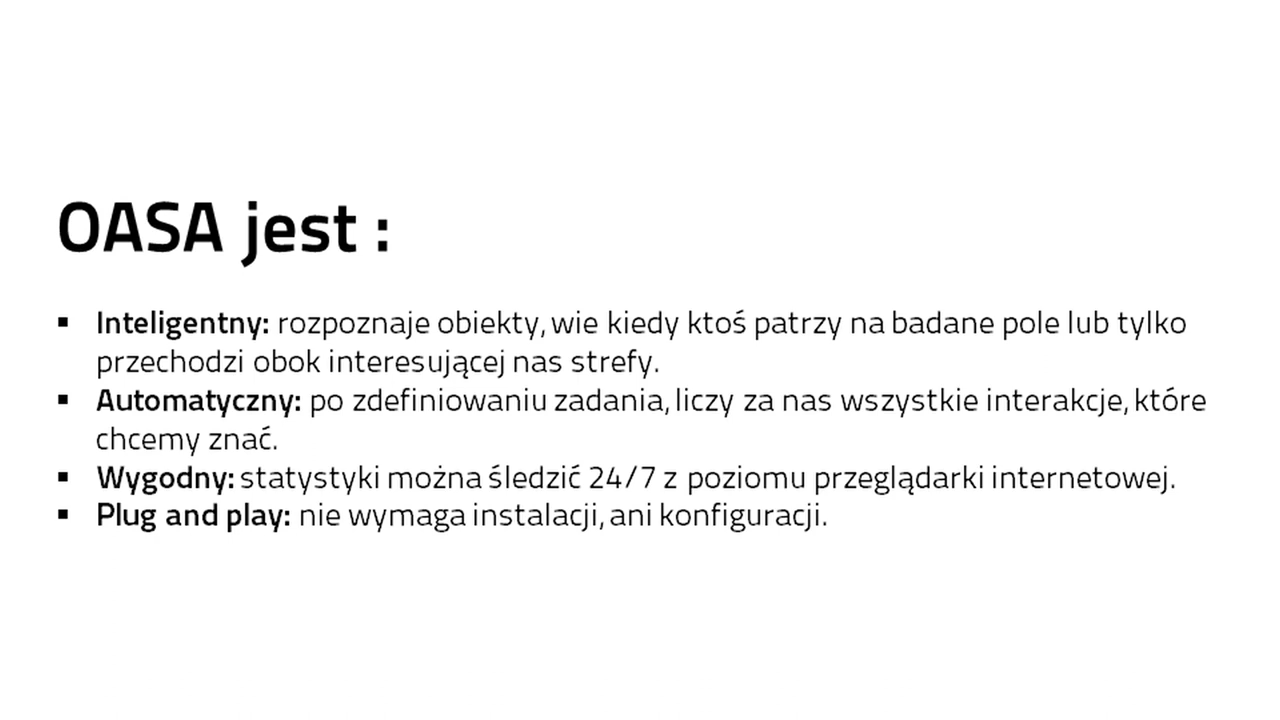 OASA jest :
▪ Inteligentny: rozpoznaje obiekty, wie kiedy ktoś patrzy na badane pole lub tylko
przechodzi obok interesującej nas strefy.
▪ Automatyczny: po zdefiniowaniu zadania, liczy za nas wszystkie interakcje, które
chcemy znać.
▪ Wygodny: statystyki można śledzić 24/7 z poziomu przeglądarki internetowej.
▪ Plug and play: nie wymaga instalacji, ani konfiguracji.